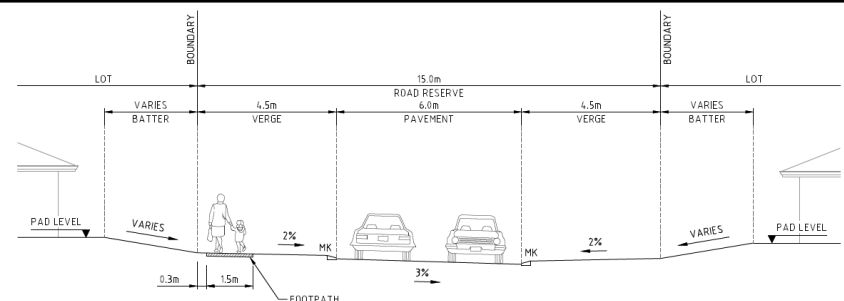 BOUNDARY
BOUNDARY
LOT
15.0m
LOT
ROAD RESERVE
VARIES
4.5m
6.0m
4.5m
VARIES
BATTER
VERGE
PAVEMENT
VERGE
BATTER
PAD LEVEL
VARIES
2%
MK
MK
2%
VARIES
PAD LEVEL
3%
0.3m
1.5m
FOOTPATH